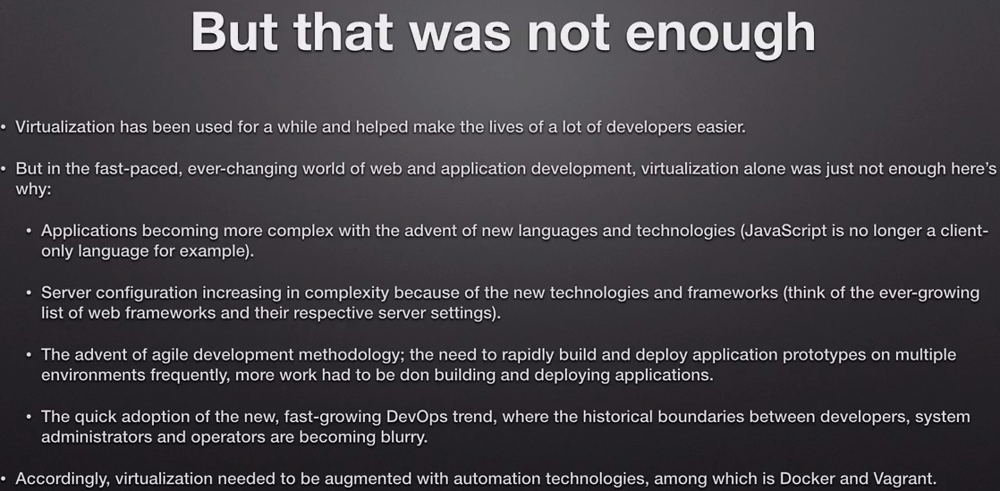 But that was not enough
• Virtualization has been used for a while and helped make the lives of a lot of developers easier.
• But in the fast-paced, ever-changing world of web and application development, virtualization alone was just not enough here's
why:
• Applications becoming more complex with the advent of new languages and technologies (JavaScript is no longer a client-
only language for example).
• Server configuration increasing in complexity because of the new technologies and frameworks (think of the ever-growing
list of web frameworks and their respective server settings).
• The advent of agile development methodology; the need to rapidly build and deploy application prototypes on multiple
environments frequently, more work had to be don building and deploying applications.
• The quick adoption of the new, fast-growing DevOps trend, where the historical boundaries between developers, system
administrators and operators are becoming blurry.
• Accordingly, virtualization needed to be augmented with automation technologies, among which is Docker and Vagrant.